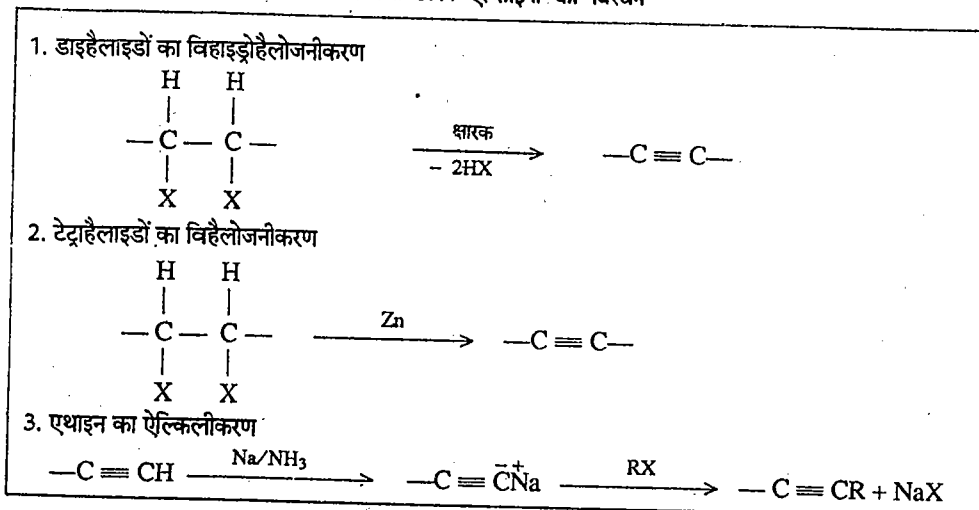 1. डाइहैलाइडों का विहाइड्रोहैलोजनीकरण
H H
—C— C— क्षारक —C≡C—
– 2HX
X X
2. टेट्राहैलाइडों का विहैलोजनीकरण
H H
—C— C— Zn —C≡C—
X X
3. एथाइन का ऐल्किलीकरण
—C≡CH Na/NH₃ —C≡C̄N⁺a RX —C≡CR + NaX